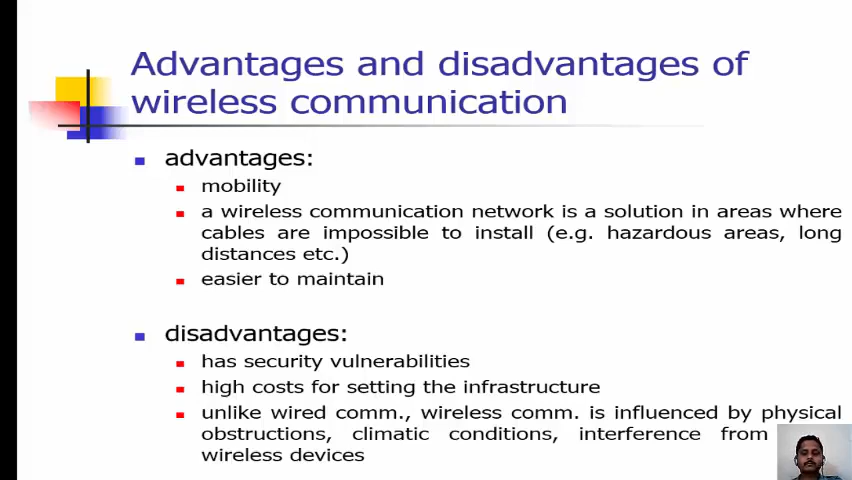 Advantages and disadvantages of
wireless communication
advantages:
mobility
a wireless communication network is a solution in areas where
cables are impossible to install (e.g. hazardous areas, long
distances etc.)
easier to maintain
disadvantages:
has security vulnerabilities
high costs for setting the infrastructure
unlike wired comm., wireless comm. is influenced by physical
obstructions, climatic conditions, interference from
wireless devices